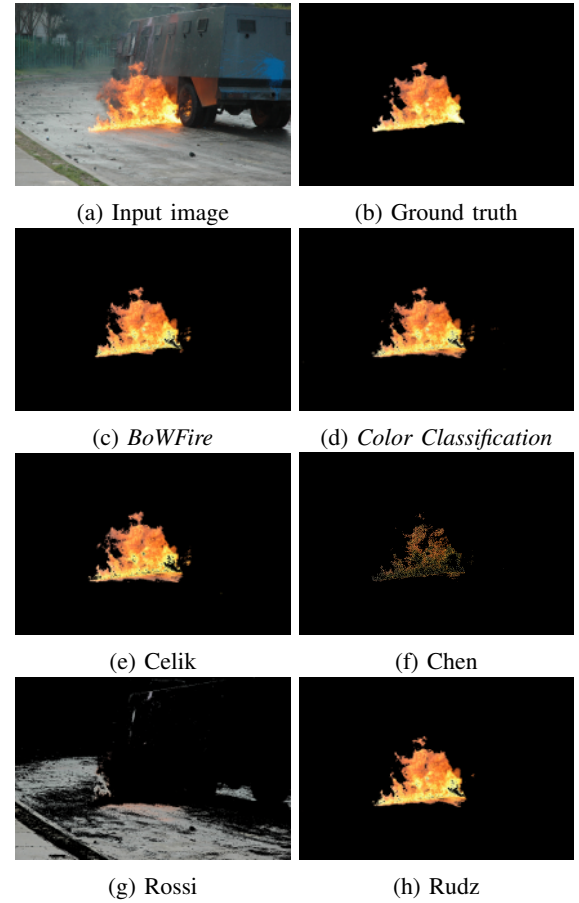 (a) Input image
(b) Ground truth
(c) BoWFire
(d) Color Classification
(e) Celik
(f) Chen
(g) Rossi
(h) Rudz